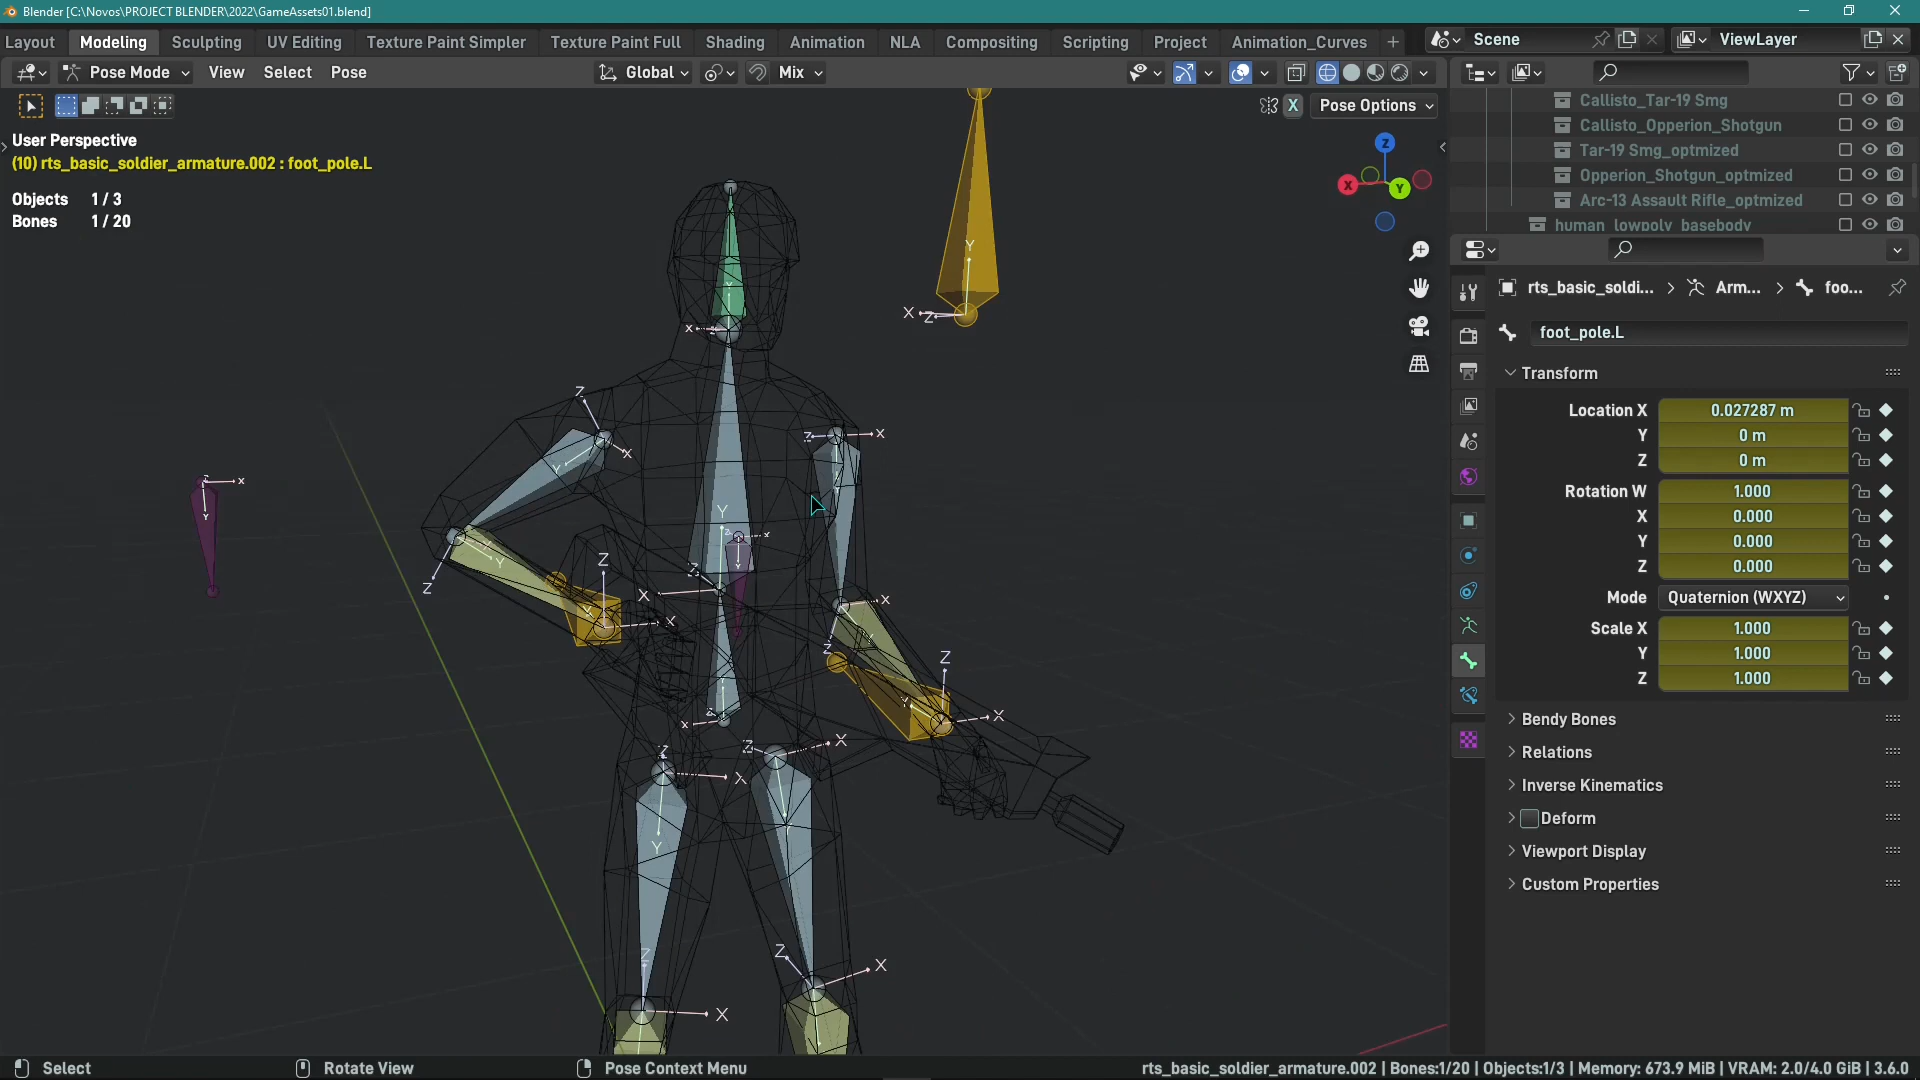 Blender [C:\Novos\PROJECT BLENDER\2022\GameAssets01.blend]
Layout Modeling Sculpting UV Editing Texture Paint Simpler Texture Paint Full Shading Animation NLA Compositing Scripting Project Animation_Curves + Scene ViewLayer
Pose Mode View Select Pose Global Mix
X Pose Options
User Perspective
(10) rts_basic_soldier_armature.002 : foot_pole.L
Objects 1 / 3
Bones 1 / 20
Callisto_Tar-19 Smg
Callisto_Opperion_Shotgun
Tar-19 Smg_optmized
Opperion_Shotgun_optmized
Arc-13 Assault Rifle_optmized
human_lowpoly_basebody
Z
X
Y
rts_basic_soldi... > Arm... > foo...
foot_pole.L
Transform
Location X 0.027287 m
Y 0 m
Z 0 m
Rotation W 1.000
X 0.000
Y 0.000
Z 0.000
Mode Quaternion (WXYZ)
Scale X 1.000
Y 1.000
Z 1.000
Bendy Bones
Relations
Inverse Kinematics
Deform
Viewport Display
Custom Properties
Select Rotate View Pose Context Menu rts_basic_soldier_armature.002 | Bones:1/20 | Objects:1/3 | Memory: 673.9 MiB | VRAM: 2.0/4.0 GiB | 3.6.0